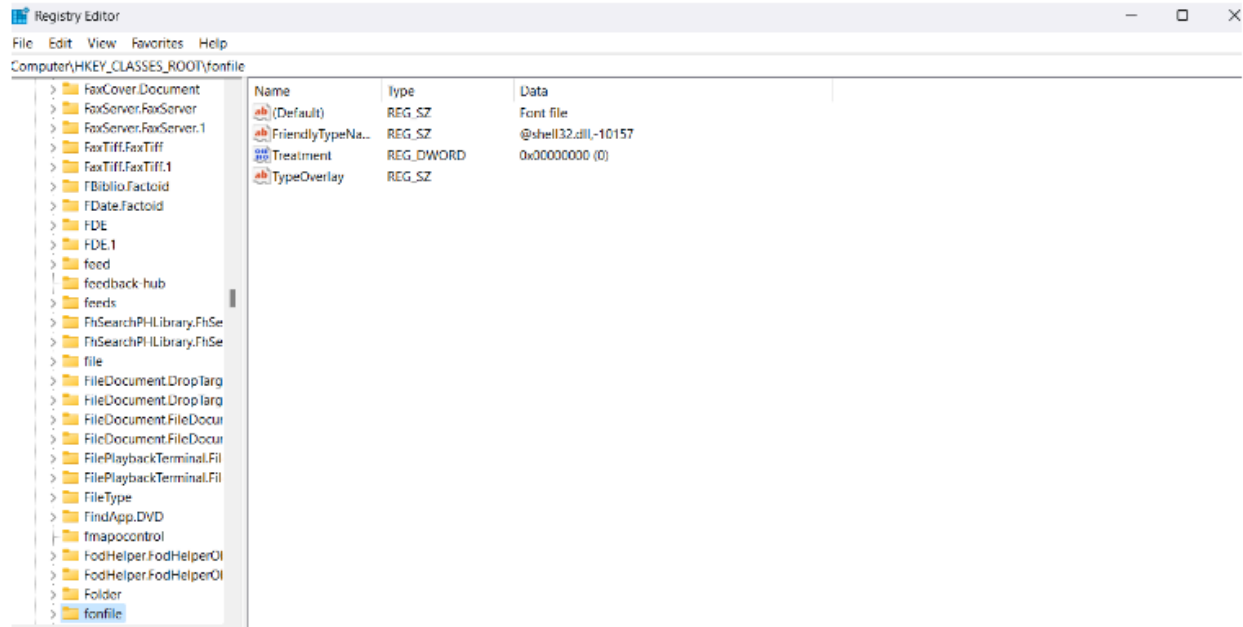 Registry Editor
File Edit View Favorites Help
Computer\HKEY_CLASSES_ROOT\fonfile
FaxCover.Document
FaxServer.FaxServer
FaxServer.FaxServer.1
FaxTiff.FaxTiff
FaxTiff.FaxTiff.1
FBiblio.Factoid
FDate.Factoid
FDE
FDE.1
feed
feedback-hub
feeds
FhSearchPHLibrary.FhSe
FhSearchPHLibrary.FhSe
file
FileDocument.DropTarg
FileDocument.DropTarg
FileDocument.FileDocur
FileDocument.FileDocur
FilePlaybackTerminal.Fil
FilePlaybackTerminal.Fil
FileType
FindApp.DVD
fmapocontrol
FodHelper.FodHelperOl
FodHelper.FodHelperOl
Folder
fonfile
Name Type Data
(Default) REG_SZ Font file
FriendlyTypeNa... REG_SZ @shell32.dll,-10157
Treatment REG_DWORD 0x00000000 (0)
TypeOverlay REG_SZ